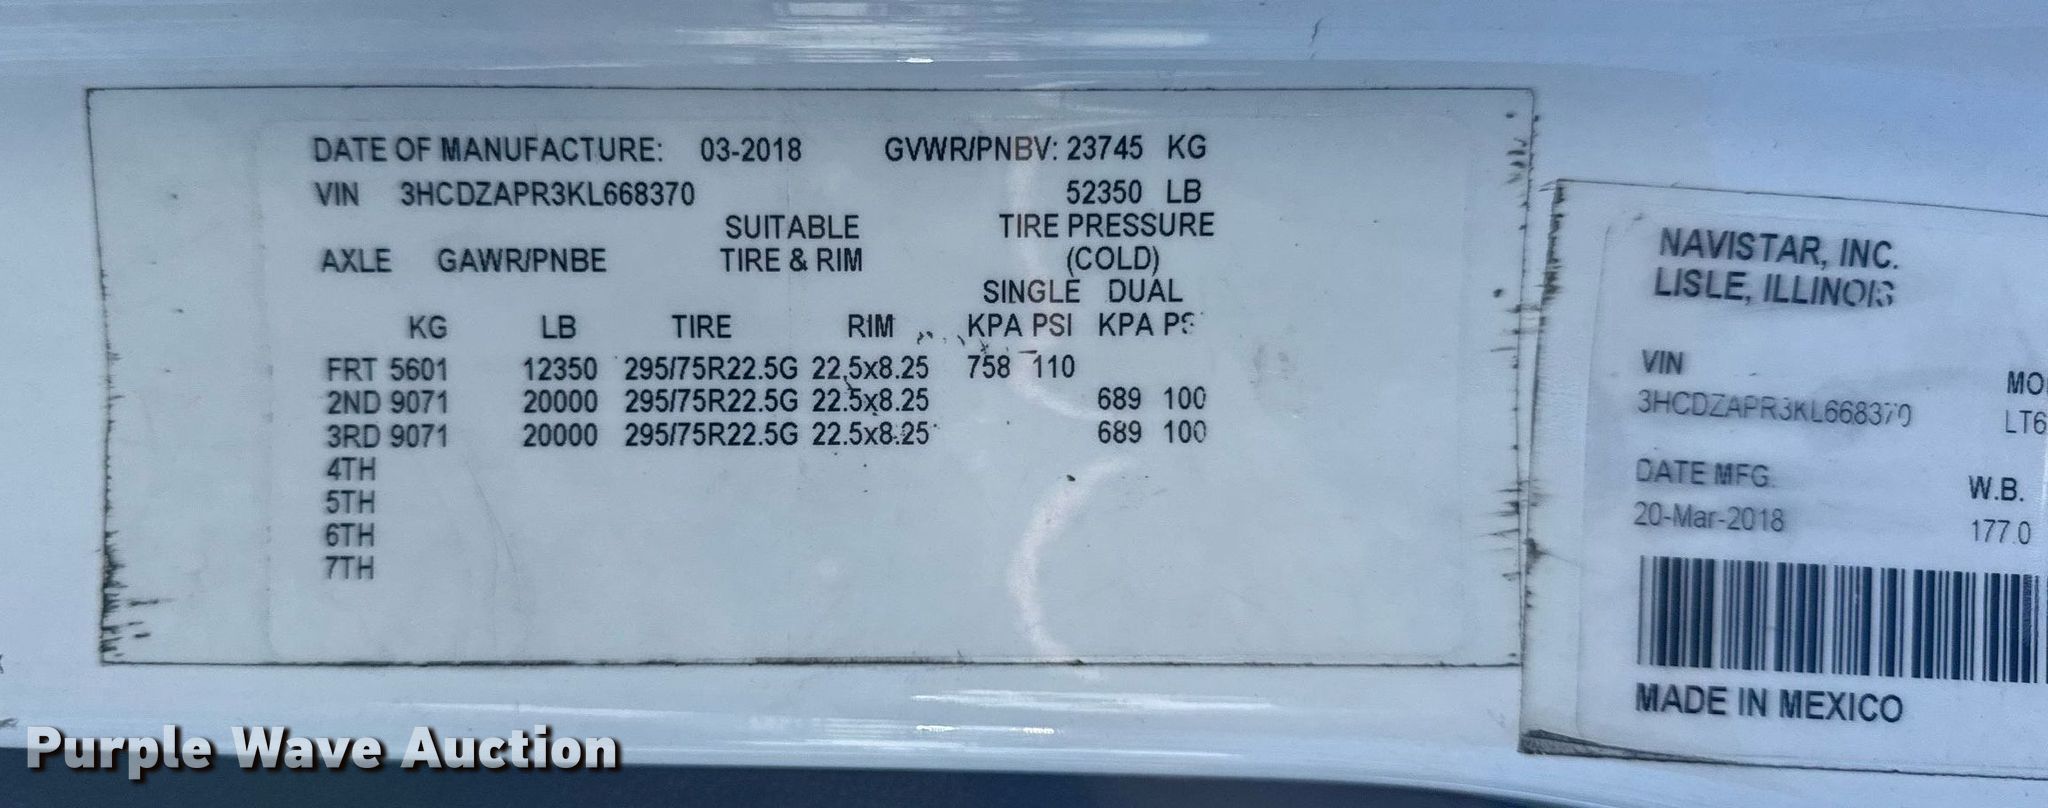 DATE OF MANUFACTURE: 03-2018 GVWR/PNBV: 23745 KG
VIN 3HCDZAPR3KL668370 52350 LB
SUITABLE TIRE PRESSURE
AXLE GAWR/PNBE TIRE & RIM (COLD)
SINGLE DUAL
KG LB TIRE RIM KPA PSI KPA PS
FRT 5601 12350 295/75R22.5G 22.5x8.25 758 110
2ND 9071 20000 295/75R22.5G 22.5x8.25 689 100
3RD 9071 20000 295/75R22.5G 22.5x8.25 689 100
4TH
5TH
6TH
7TH
NAVISTAR, INC.
LISLE, ILLINOIS
VIN MO
3HCDZAPR3KL668370 LT6
DATE MFG. W.B.
20-Mar-2018 177.0
MADE IN MEXICO
Purple Wave Auction